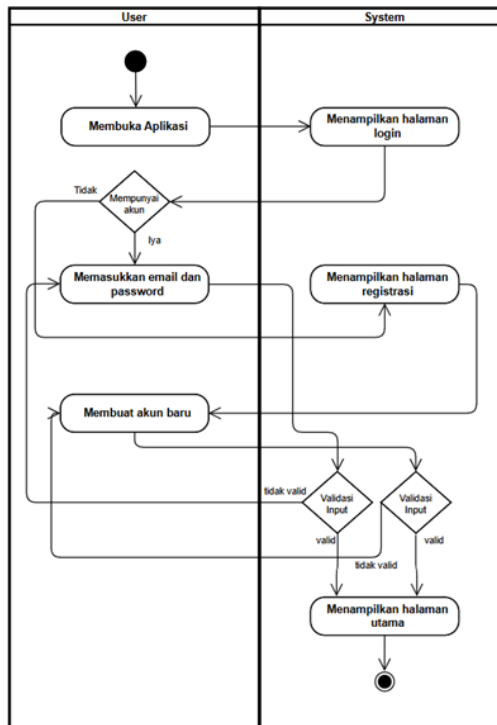 User
System
Membuka Aplikasi
Menampilkan halaman
login
Tidak
Mempunyai
akun
Iya
Memasukkan email dan
password
Menampilkan halaman
registrasi
Membuat akun baru
tidak valid
Validasi
Input
Validasi
Input
valid
valid
tidak valid
Menampilkan halaman
utama